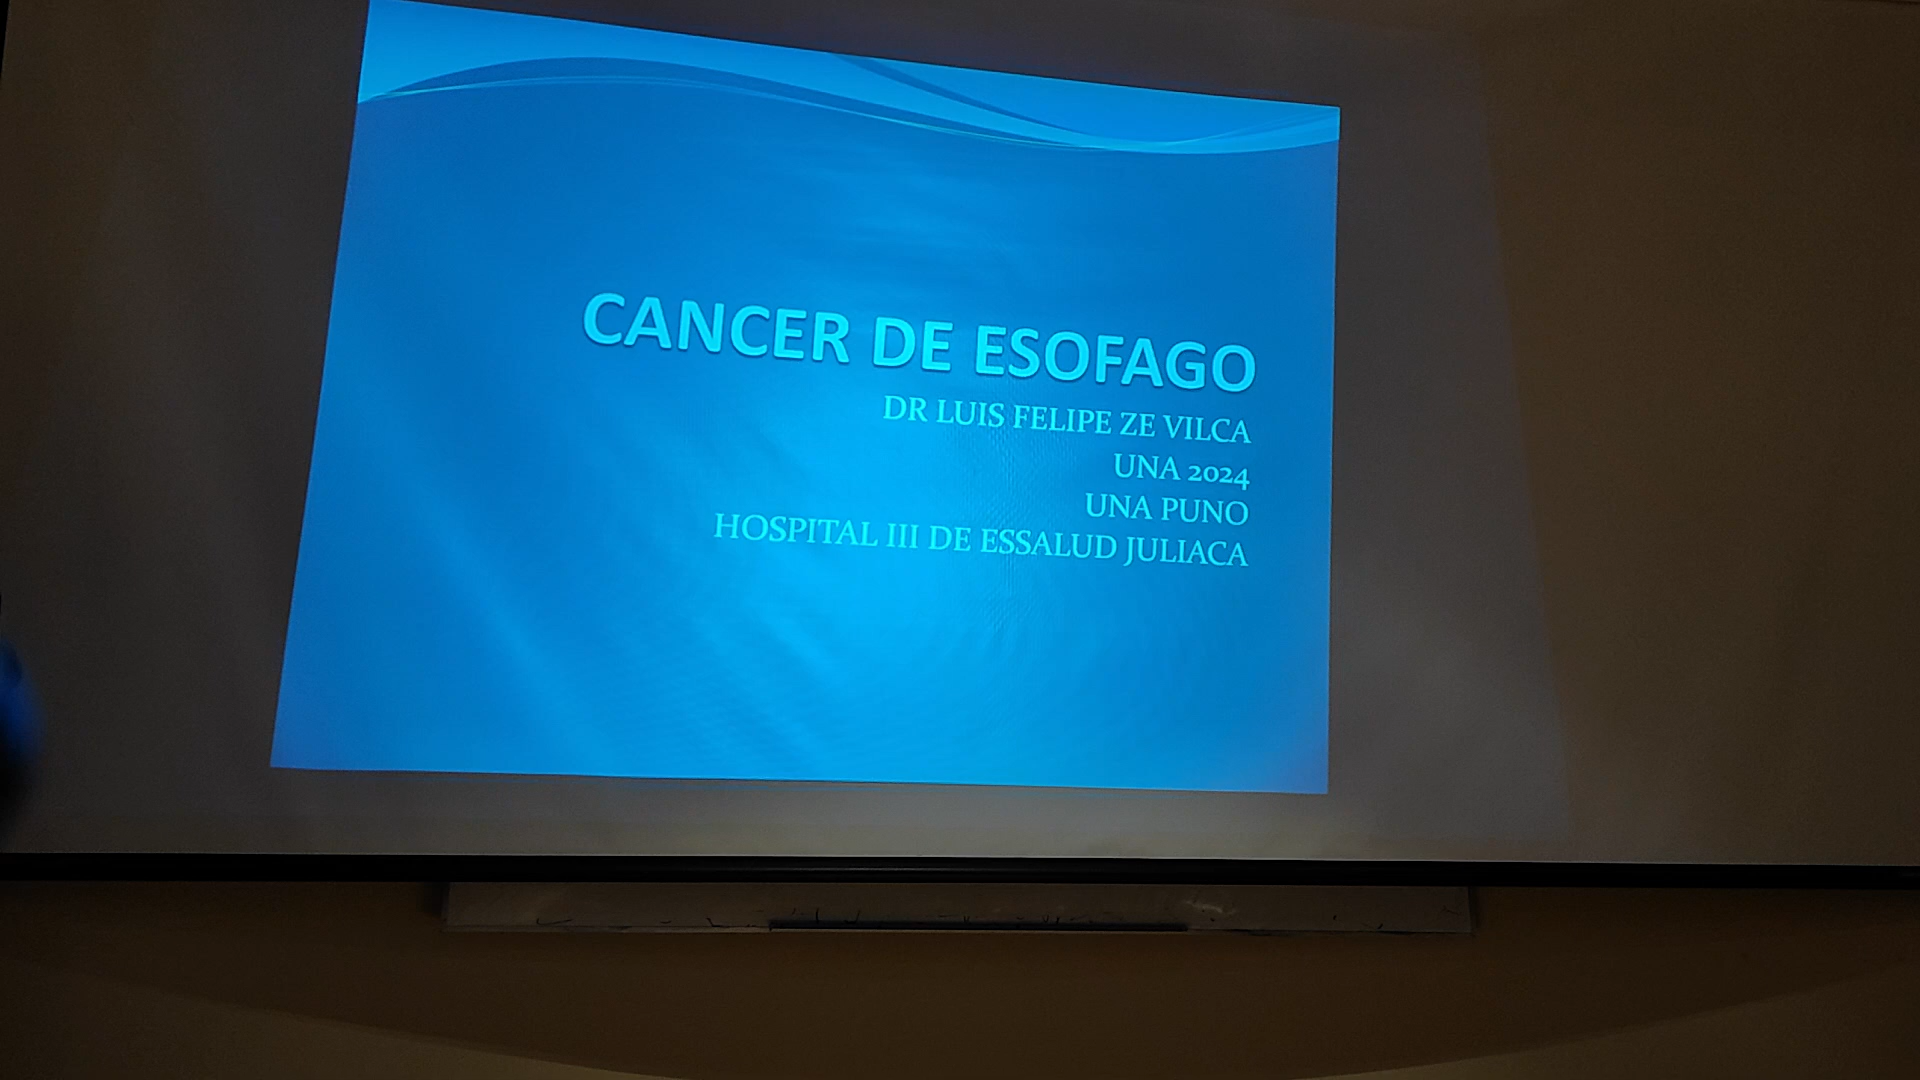 CANCER DE ESOFAGO
DR LUIS FELIPE ZE VILCA
UNA 2024
UNA PUNO
HOSPITAL III DE ESSALUD JULIACA